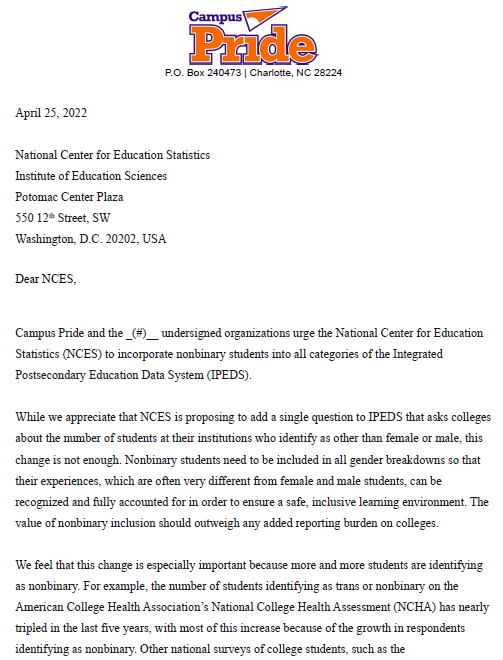 Campus
Pride
P.O. Box 240473 | Charlotte, NC 28224
April 25, 2022
National Center for Education Statistics
Institute of Education Sciences
Potomac Center Plaza
550 12th Street, SW
Washington, D.C. 20202, USA
Dear NCES,
Campus Pride and the _(#)__ undersigned organizations urge the National Center for Education
Statistics (NCES) to incorporate nonbinary students into all categories of the Integrated
Postsecondary Education Data System (IPEDS).
While we appreciate that NCES is proposing to add a single question to IPEDS that asks colleges
about the number of students at their institutions who identify as other than female or male, this
change is not enough. Nonbinary students need to be included in all gender breakdowns so that
their experiences, which are often very different from female and male students, can be
recognized and fully accounted for in order to ensure a safe, inclusive learning environment. The
value of nonbinary inclusion should outweigh any added reporting burden on colleges.
We feel that this change is especially important because more and more students are identifying
as nonbinary. For example, the number of students identifying as trans or nonbinary on the
American College Health Association’s National College Health Assessment (NCHA) has nearly
tripled in the last five years, with most of this increase because of the growth in respondents
identifying as nonbinary. Other national surveys of college students, such as the